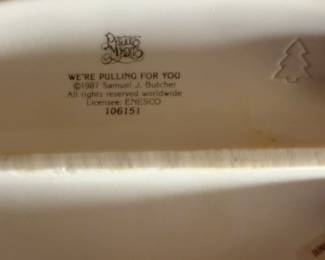 Precious
Moments
WE'RE PULLING FOR YOU
©1987 Samuel J. Butcher
All rights reserved worldwide
Licensee: ENESCO
106151